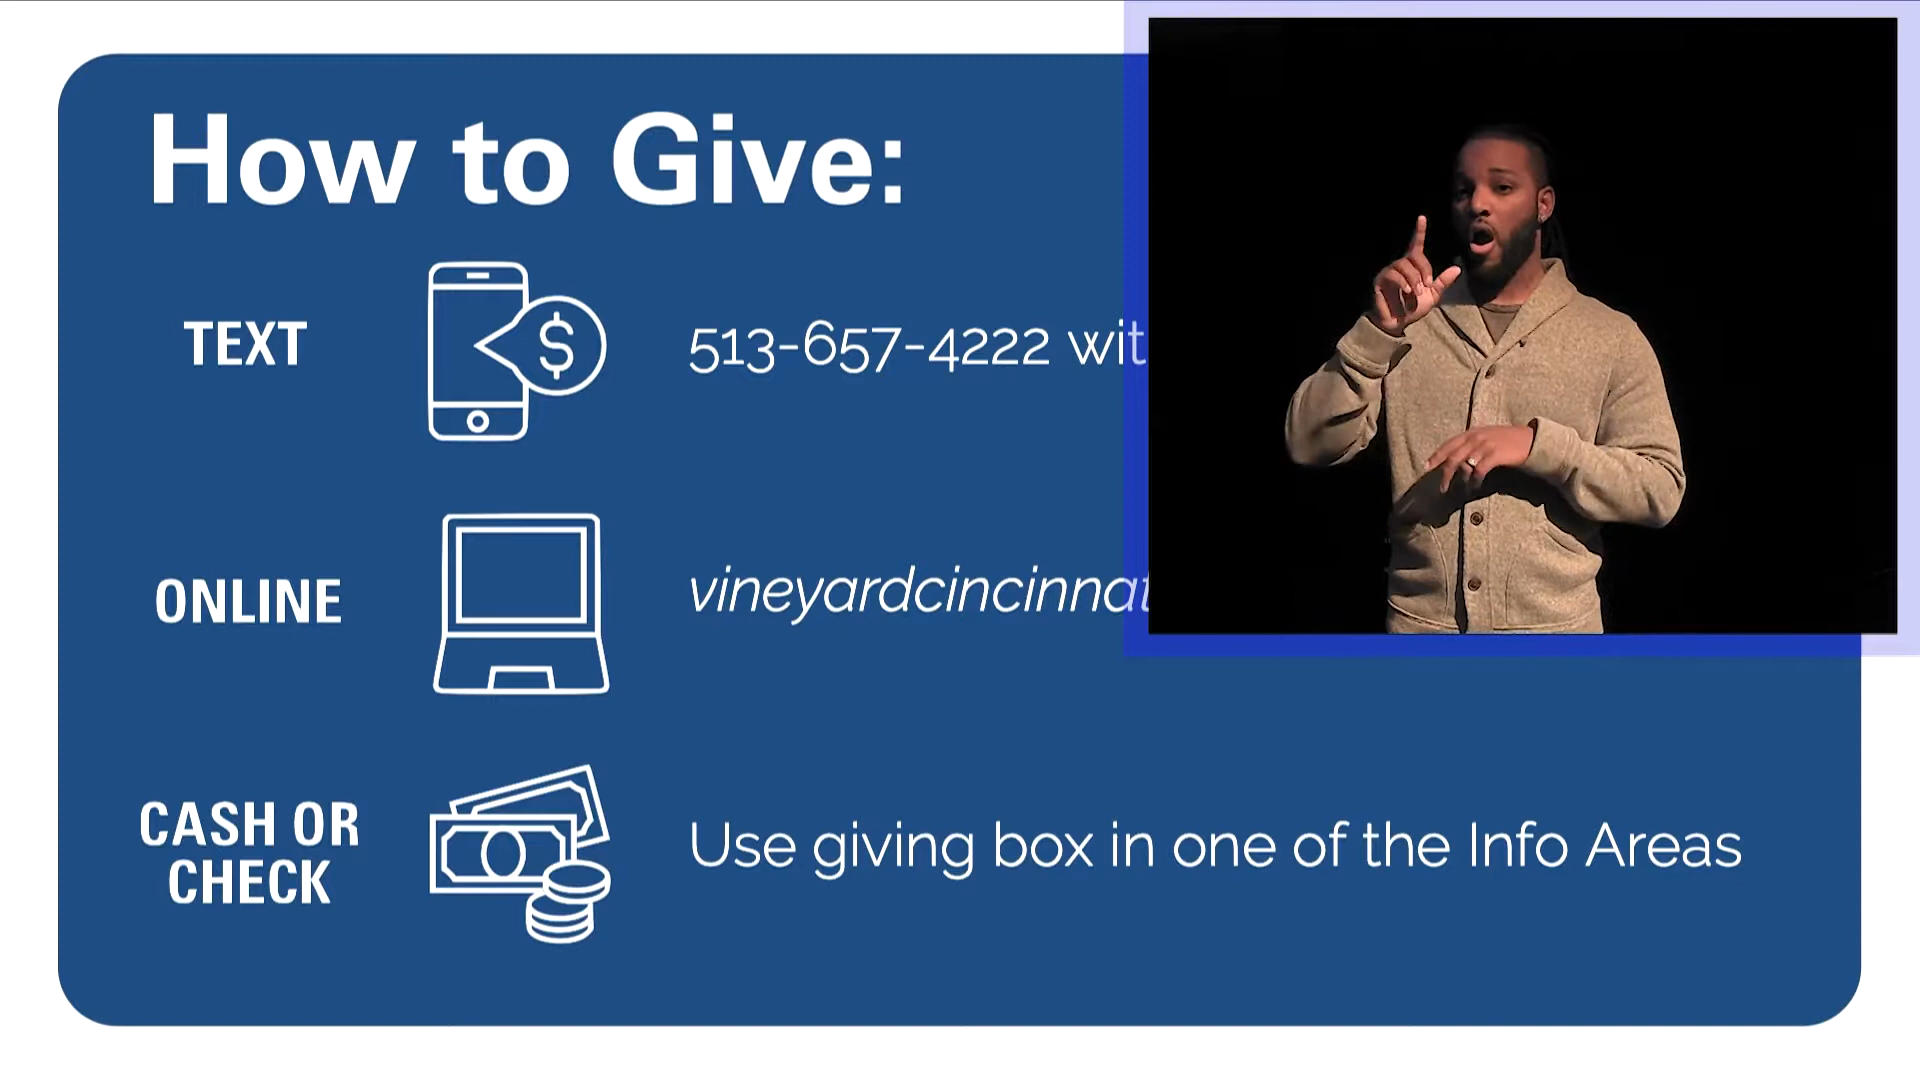 How to Give:
TEXT
513-657-4222
ONLINE
CASH OR
CHECK
Use giving box in one of the Info Areas